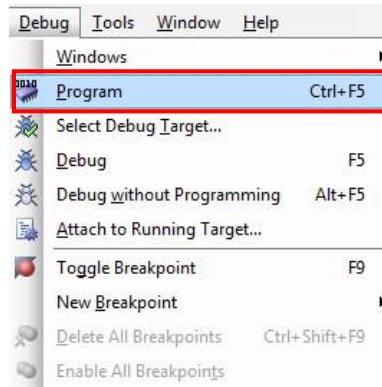 Debug Tools Window Help
Windows
0010
Program Ctrl+F5
Select Debug Target...
Debug F5
Debug without Programming Alt+F5
Attach to Running Target...
Toggle Breakpoint F9
New Breakpoint
Delete All Breakpoints Ctrl+Shift+F9
Enable All Breakpoints